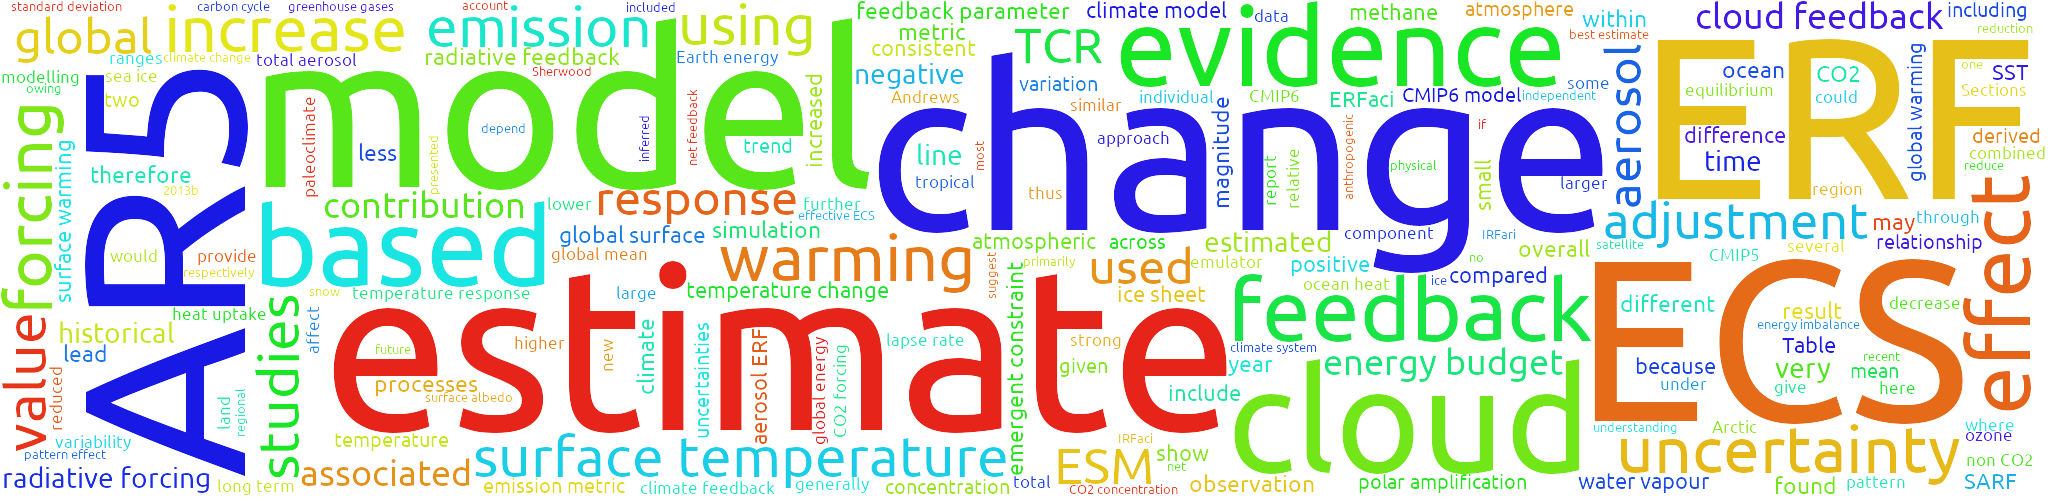 standard deviation
carbon cycle
greenhouse gases
account
included
feedback parameter
climate model
data
methane
atmosphere
within
cloud feedback
including
global
increase
emission
using
metric
consistent
TCR
evidence
best estimate
reduction
ranges
climate change
total aerosol
radiative feedback
Sherwood
Earth energy
negative
variation
some
aerosol
ERF
ocean
CO2
global warming
one
SST
modelling
owing
sea ice
two
AR5
model
increased
Andrews
similar
individual
CMIP6
ERFaci
CMIP6 model
independent
equilibrium
could
Sections
forcing
surface warming
therefore
2013b
paleoclimate
less
presented
depend
inferred
net feedback
trend
line
tropical
most
approach
change
magnitude
report
relative
anthropogenic
physical
if
small
larger
difference
time
derived
combined
reduce
region
would
provide
respectively
based
contribution
lower
response
further
effective ECS
thus
global surface
simulation
global mean
warming
atmospheric
across
primarily
suggest
used
estimated
emulator
positive
component
IRFari
no
overall
satellite
adjustment
may
through
CMIP5
several
relationship
effect
value
historical
heat uptake
lead
reduced
studies
snow
affect
temperature response
large
temperature change
ice sheet
ocean heat
ice
compared
feedback
ECS
different
result
decrease
energy imbalance
estimate
future
higher
new
climate
uncertainties
lapse rate
emergent constraint
strong
given
climate system
year
energy budget
because
under
Table
very
recent
mean
give
here
processes
surface albedo
aerosol ERF
global energy
CO2 forcing
include
cloud
land
regional
variability
pattern effect
temperature
surface temperature
IRFaci
ESM
show
net
understanding
uncertainty
Arctic
where
ozone
non CO2
radiative forcing
long term
associated
emission metric
climate feedback
generally
concentration
total
CO2 concentration
observation
polar amplification
water vapour
found
pattern
SARF